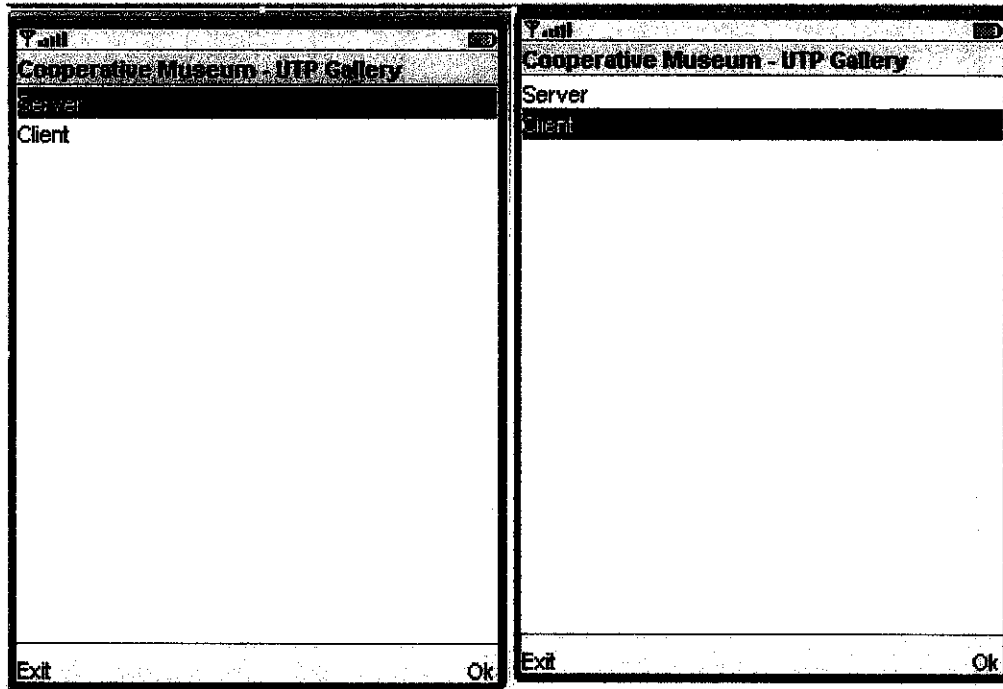 Cooperative Museum - UTP Gallery
Server
Client
Exit
Ok
Cooperative Museum - UTP Gallery
Server
Client
Exit
Ok